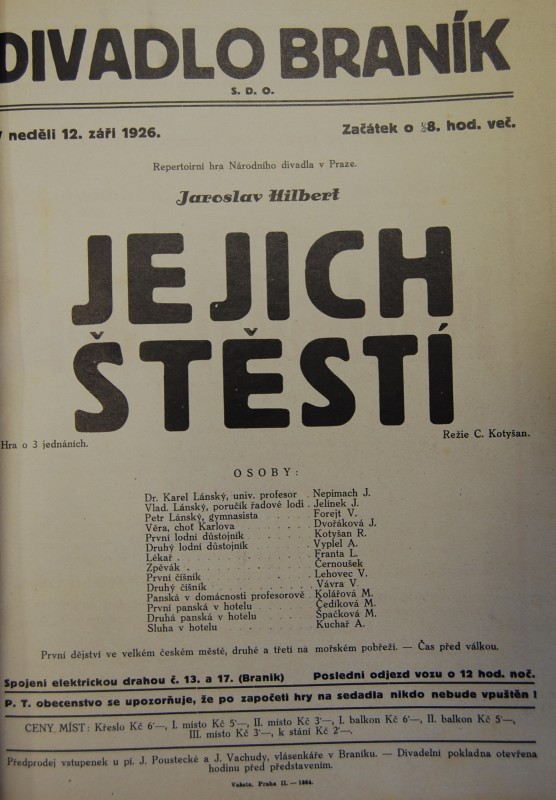 DIVADLO BRANÍK
S. D. O.
V neděli 12. září 1926.
Začátek o ½8. hod. več.
Repertoirní hra Národního divadla v Praze.
Jaroslav Hilbert
JEJICH
ŠTĚSTÍ
Hra o 3 jednáních.
Režie C. Kotyšan.
OSOBY:
Dr. Karel Lánský, univ. profesor . Nepimach J.
Vlad. Lánský, poručík řadové lodi . Jelínek J.
Petr Lánský, gymnasista . . . . Forejt V.
Věra, choť Karlova . . . . Dvořáková J.
První lodní důstojník . . . . Kotyšan R.
Druhý lodní důstojník . . . . Vyplel A.
Lékař . . . . Franta L.
Zpěvák . . . . Černoušek
První číšník . . . . Lehovec V.
Druhý číšník . . . . Vávra V.
Panská v domácnosti profesorově . Kolářová M.
První panská v hotelu . . . . Čedíková M.
Druhá panská v hotelu . . . . Špačková M.
Sluha v hotelu . . . . Kuchař A.
První dějství ve velkém českém městě, druhé a třetí na mořském pobřeží. — Čas před válkou.
Spojení elektrickou drahou č. 13. a 17. (Braník) Poslední odjezd vozu o 12 hod. noč.
P. T. obecenstvo se upozorňuje, že po započetí hry na sedadla nikdo nebude vpuštěn !
CENY MÍST: Křeslo Kč 6·—, I. místo Kč 5·—, II. místo Kč 3·—, I. balkon Kč 6·—, II. balkon Kč 5·—,
III. místo Kč 3·—, k stání Kč 2·—.
Předprodej vstupenek u pí. J. Poustecké a J. Vachudy, vlásenkáře v Braníku. — Divadelní pokladna otevřena
hodinu před představením.
Praha II. —